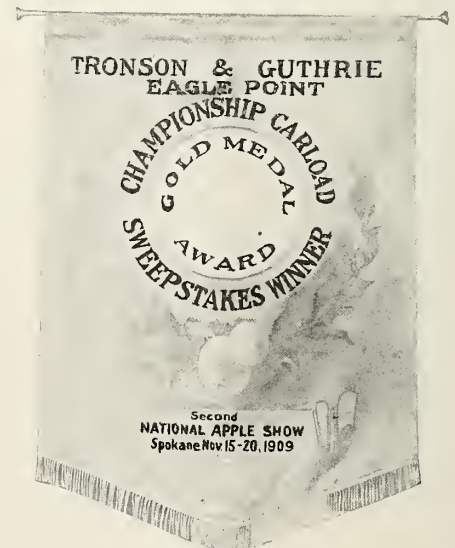 TRONSON & GUTHRIE
EAGLE POINT
CHAMPIONSHIP CARLOAD
GOLD MEDAL
AWARD
SWEEPSTAKES WINNER
Second
NATIONAL APPLE SHOW
Spokane Nov. 15-20, 1909